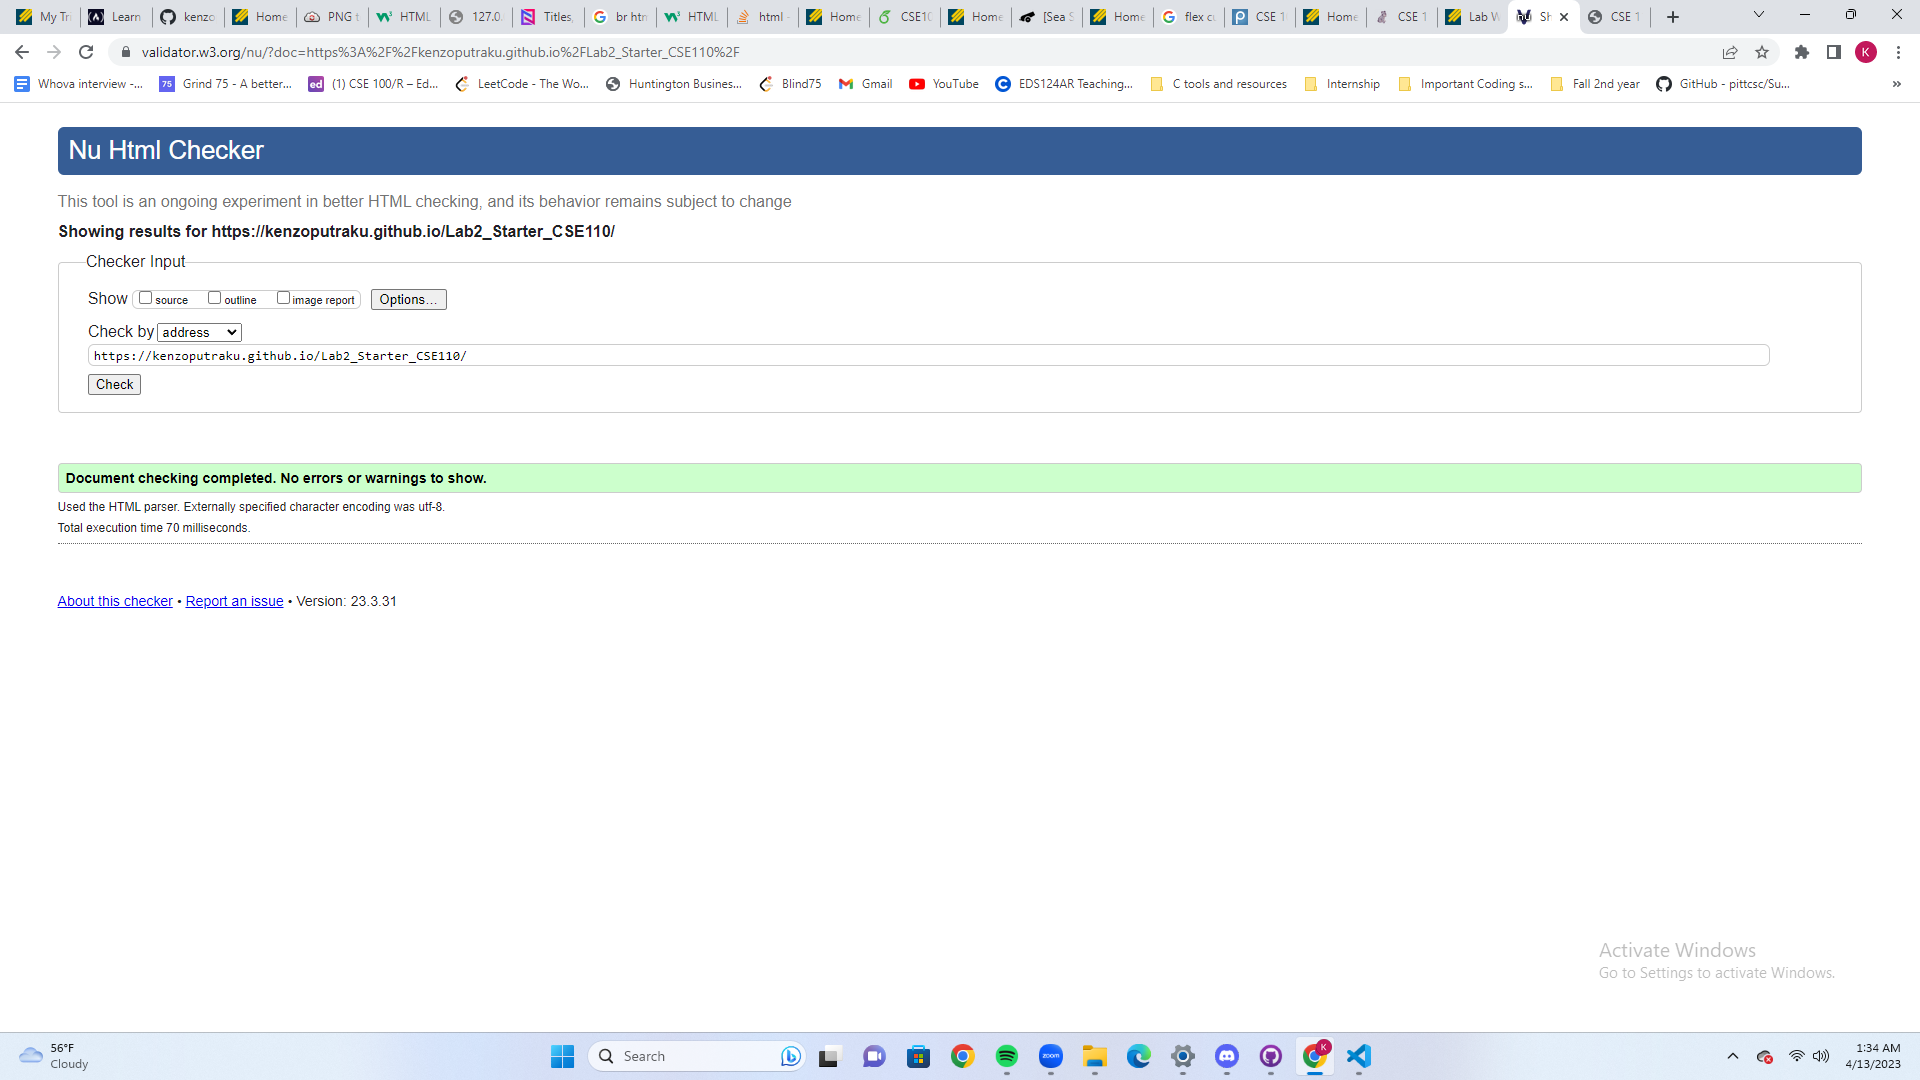 My Tri
Learn
kenzo
Home
PNG t
HTML
127.0.
Titles,
br htm
HTML
html -
Home
CSE10
Home
[Sea S
Home
flex cu
CSE 1
Home
CSE 1
Lab W
Sh
CSE 1
validator.w3.org/nu/?doc=https%3A%2F%2Fkenzoputraku.github.io%2FLab2_Starter_CSE110%2F
K
Whova interview -...
75
Grind 75 - A better...
ed
(1) CSE 100/R – Ed...
LeetCode - The Wo...
Huntington Business...
Blind75
Gmail
YouTube
EDS124AR Teaching...
C tools and resources
Internship
Important Coding s...
Fall 2nd year
GitHub - pittcsc/Su...
»
Nu Html Checker
This tool is an ongoing experiment in better HTML checking, and its behavior remains subject to change
Showing results for https://kenzoputraku.github.io/Lab2_Starter_CSE110/
Checker Input
Show source outline image report Options...
Check by address
https://kenzoputraku.github.io/Lab2_Starter_CSE110/
Check
Document checking completed. No errors or warnings to show.
Used the HTML parser. Externally specified character encoding was utf-8.
Total execution time 70 milliseconds.
About this checker • Report an issue • Version: 23.3.31
Activate Windows
Go to Settings to activate Windows.
56°F
Cloudy
Search
zoom
K
1:34 AM
4/13/2023